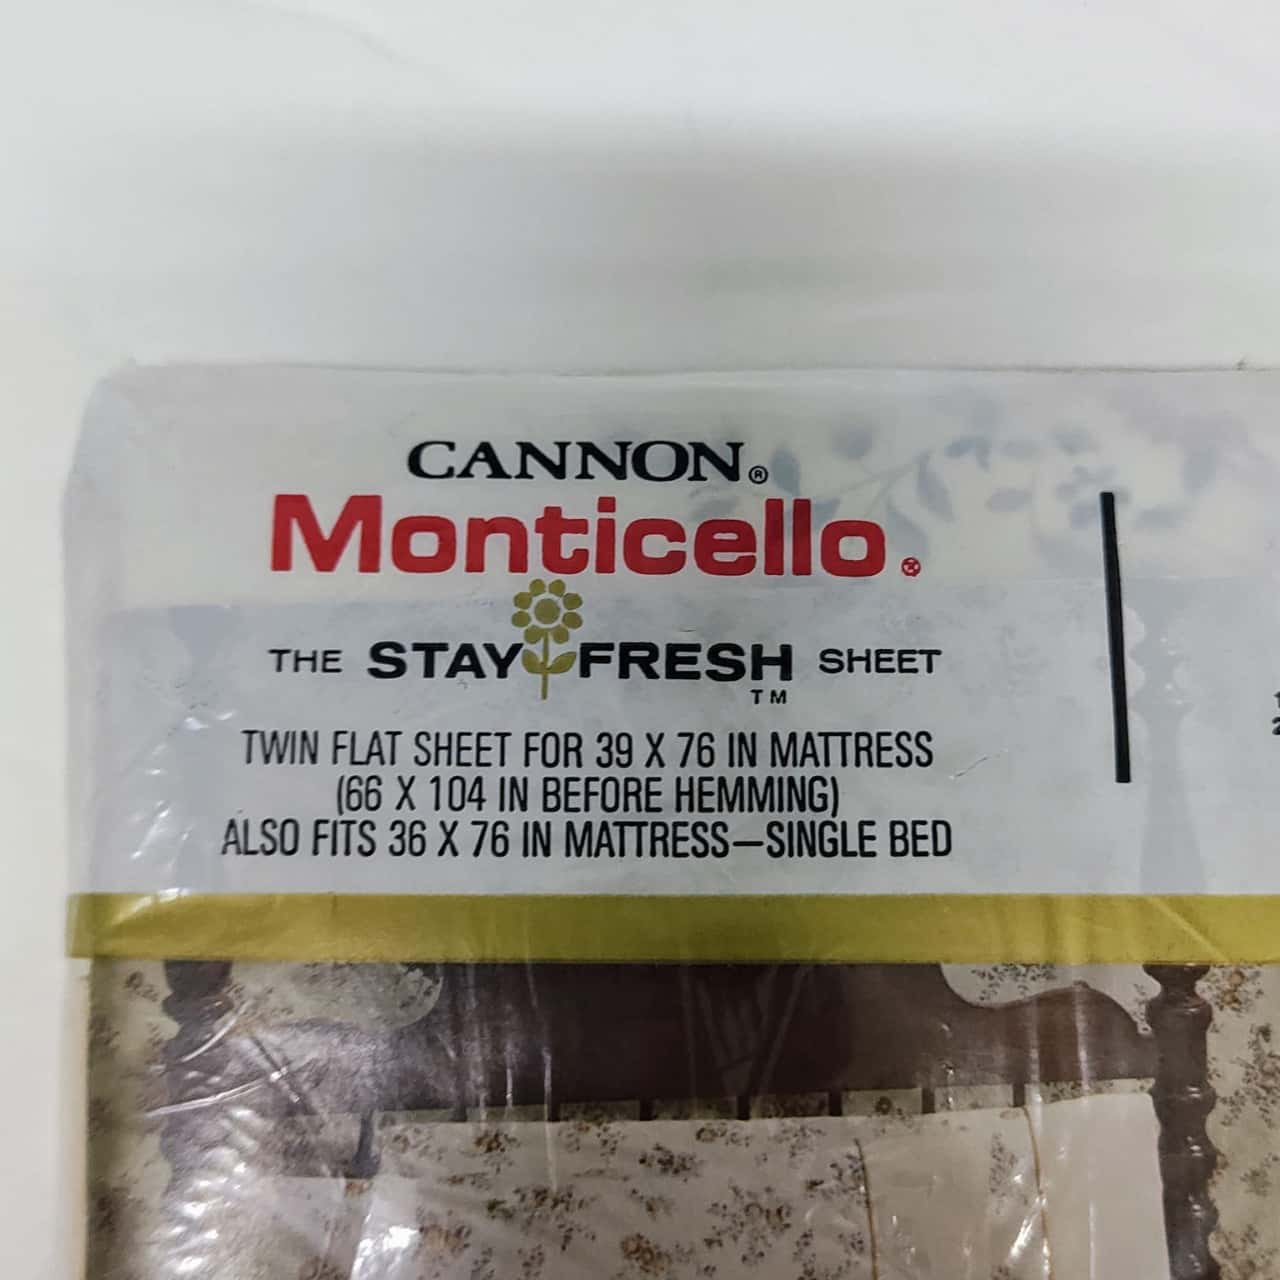 CANNON®
Monticello®
THE STAY FRESH SHEET
TM
TWIN FLAT SHEET FOR 39 X 76 IN MATTRESS
(66 X 104 IN BEFORE HEMMING)
ALSO FITS 36 X 76 IN MATTRESS—SINGLE BED